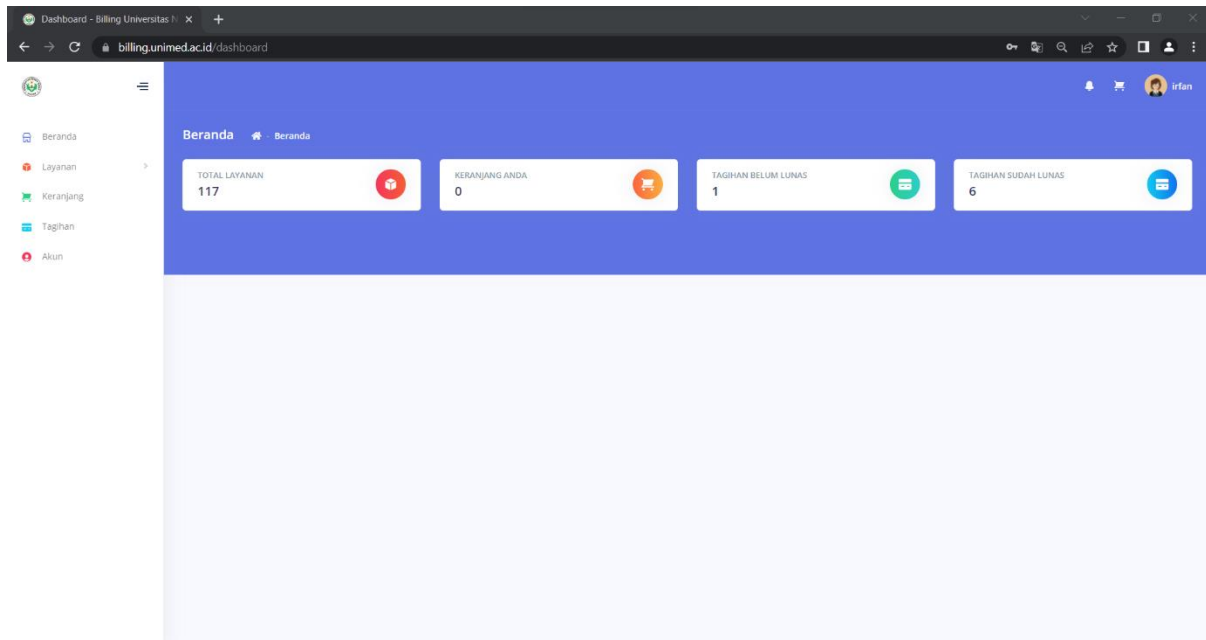 Dashboard - Billing Universitas N
billing.unimed.ac.id/dashboard
irfan
Beranda
Layanan
Keranjang
Tagihan
Akun
Beranda - Beranda
TOTAL LAYANAN
117
KERANJANG ANDA
0
TAGIHAN BELUM LUNAS
1
TAGIHAN SUDAH LUNAS
6